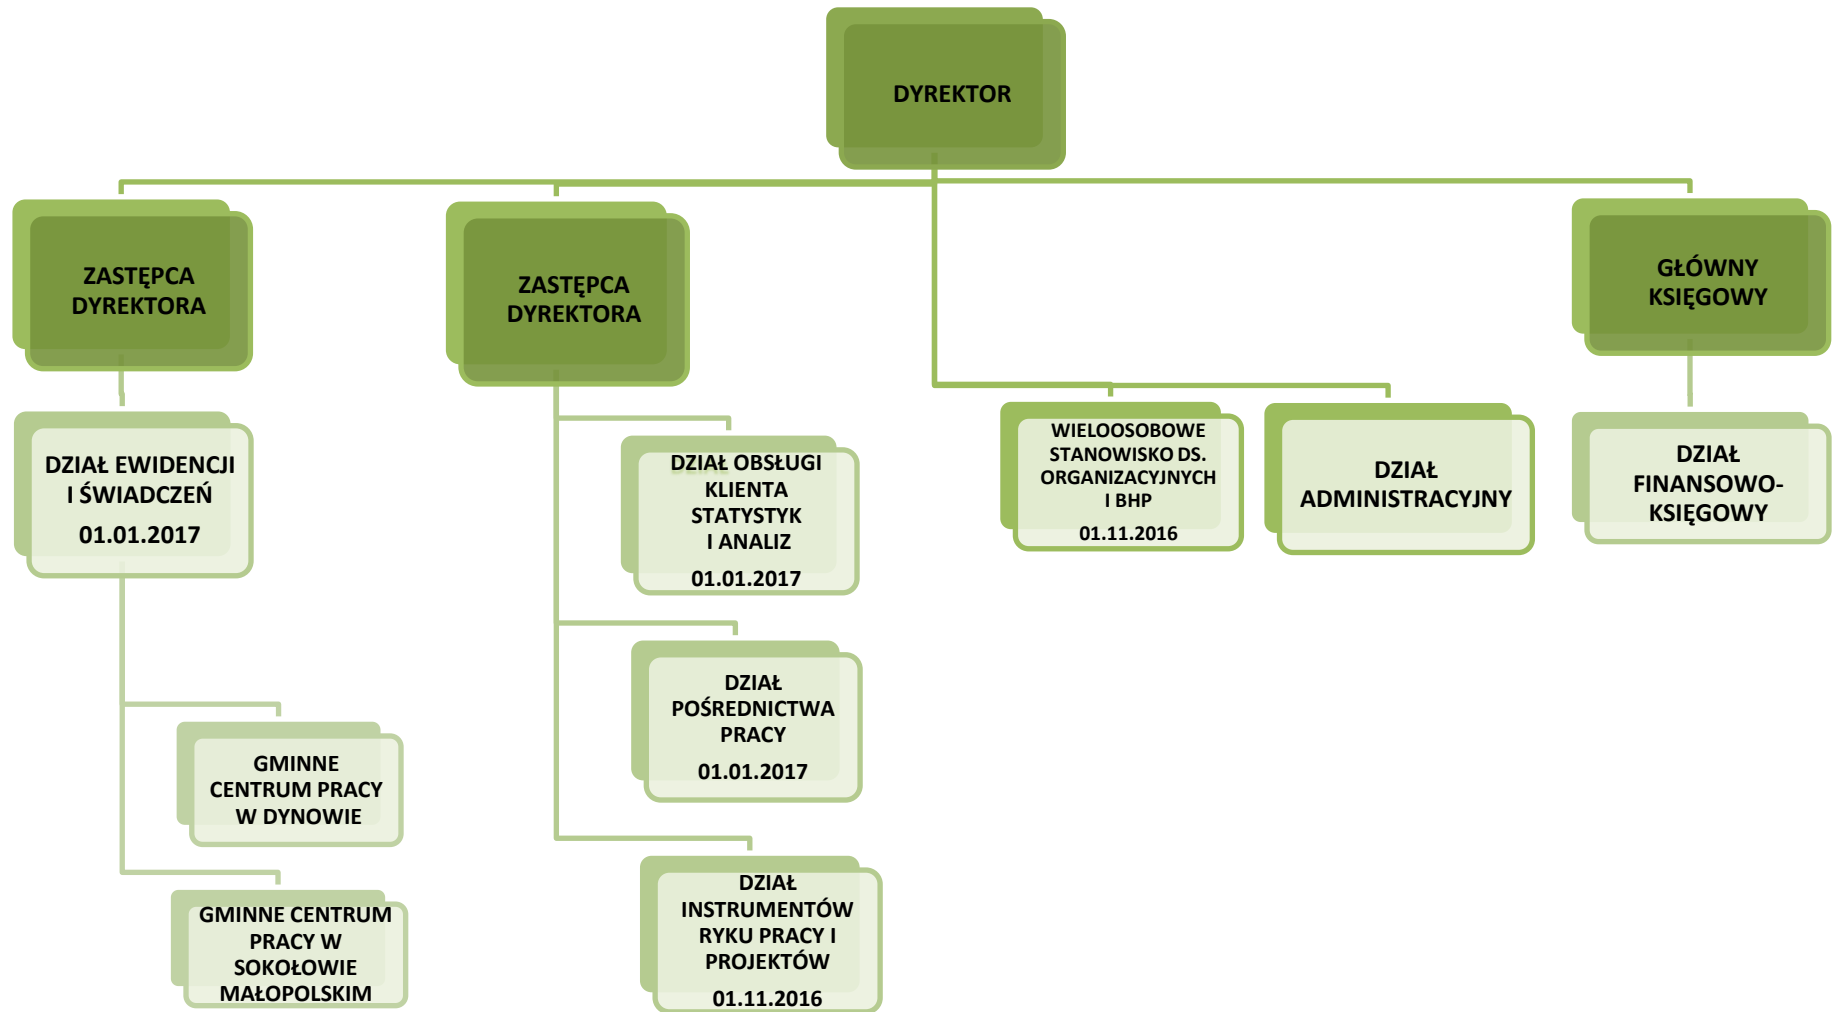 DYREKTOR
ZASTĘPCA
DYREKTORA
ZASTĘPCA
DYREKTORA
GŁÓWNY
KSIĘGOWY
DZIAŁ EWIDENCJI
I ŚWIADCZEŃ
01.01.2017
GMINNE
CENTRUM PRACY
W DYNOWIE
GMINNE CENTRUM
PRACY W
SOKOŁOWIE
MAŁOPOLSKIM
DZIAŁ OBSŁUGI
KLIENTA
STATYSTYK
I ANALIZ
01.01.2017
DZIAŁ
POŚREDNICTWA
PRACY
01.01.2017
DZIAŁ
INSTRUMENTÓW
RYKU PRACY I
PROJEKTÓW
01.11.2016
WIELOOSOBOWE
STANOWISKO DS.
ORGANIZACYJNYCH
I BHP
01.11.2016
DZIAŁ
ADMINISTRACYJNY
DZIAŁ
FINANSOWO-
KSIĘGOWY